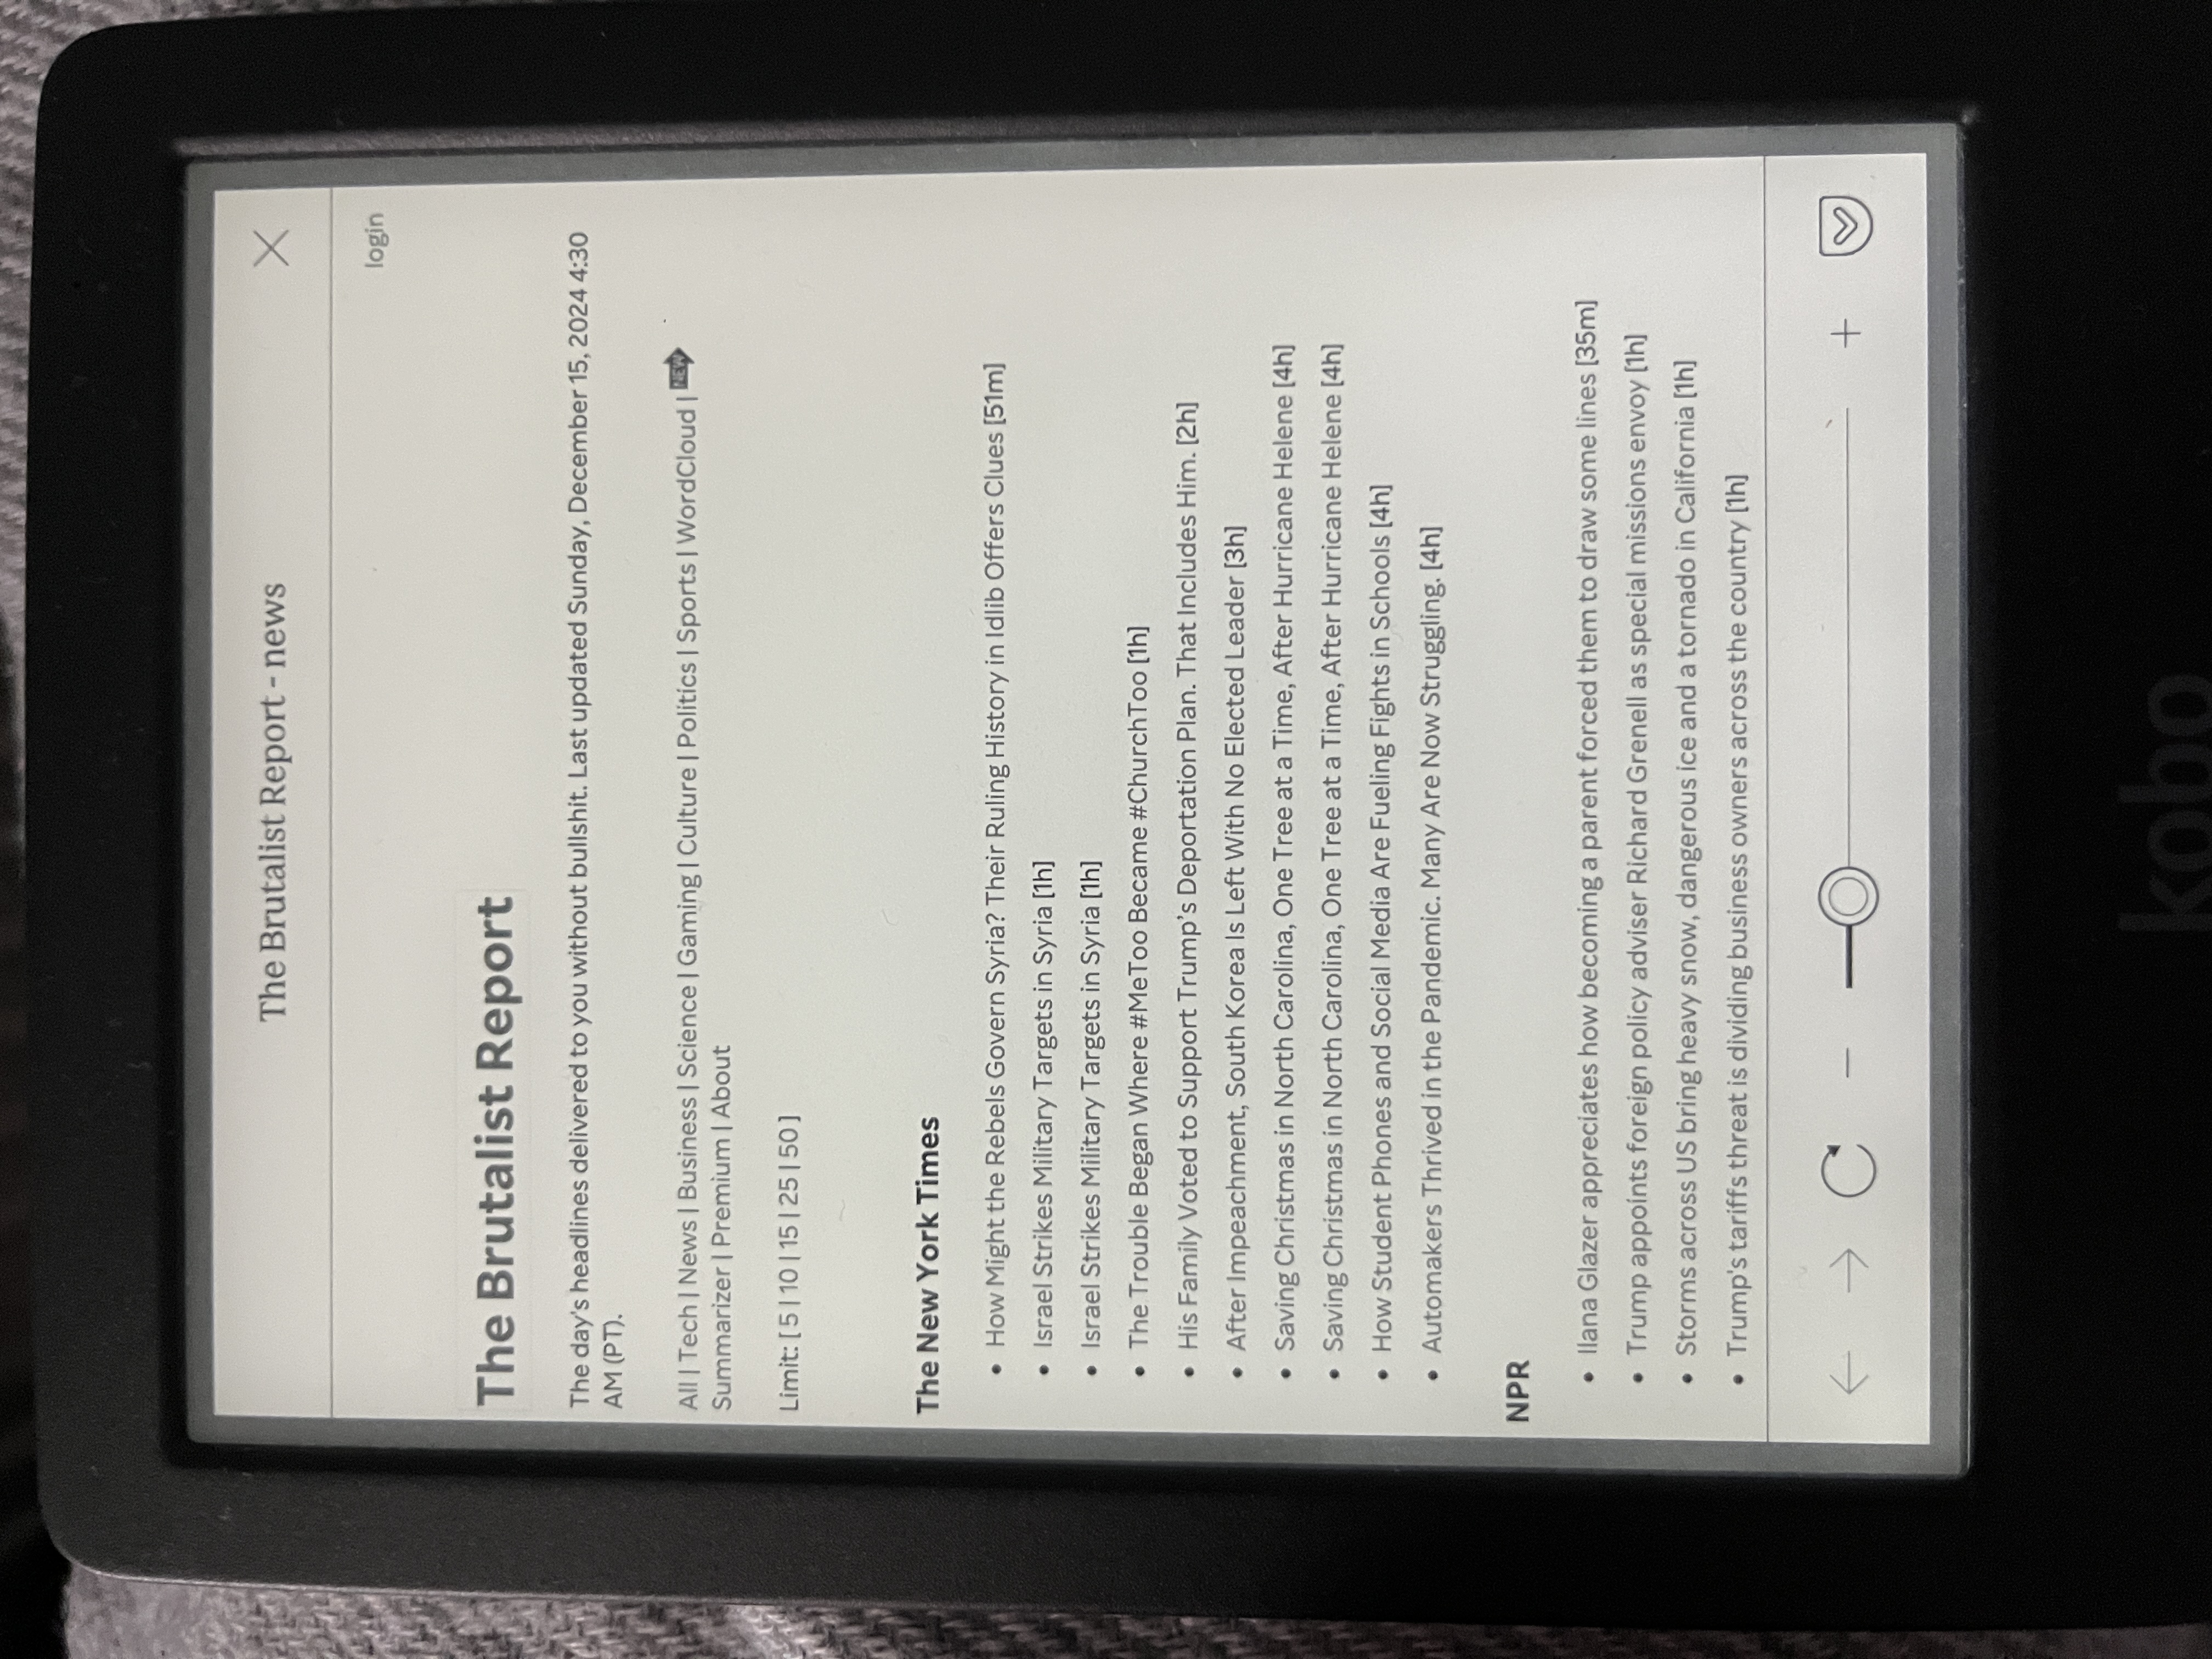 The Brutalist Report - news
login
The Brutalist Report
The day's headlines delivered to you without bullshit. Last updated Sunday, December 15, 2024 4:30
AM (PT).
All | Tech | News | Business | Science | Gaming | Culture | Politics | Sports | WordCloud | NEW
Summarizer | Premium | About
Limit: [ 5 | 10 | 15 | 25 | 50 ]
The New York Times
• How Might the Rebels Govern Syria? Their Ruling History in Idlib Offers Clues [51m]
• Israel Strikes Military Targets in Syria [1h]
• Israel Strikes Military Targets in Syria [1h]
• The Trouble Began Where #MeToo Became #ChurchToo [1h]
• His Family Voted to Support Trump’s Deportation Plan. That Includes Him. [2h]
• After Impeachment, South Korea Is Left With No Elected Leader [3h]
• Saving Christmas in North Carolina, One Tree at a Time, After Hurricane Helene [4h]
• Saving Christmas in North Carolina, One Tree at a Time, After Hurricane Helene [4h]
• How Student Phones and Social Media Are Fueling Fights in Schools [4h]
• Automakers Thrived in the Pandemic. Many Are Now Struggling. [4h]
NPR
• Ilana Glazer appreciates how becoming a parent forced them to draw some lines [35m]
• Trump appoints foreign policy adviser Richard Grenell as special missions envoy [1h]
• Storms across US bring heavy snow, dangerous ice and a tornado in California [1h]
• Trump's tariffs threat is dividing business owners across the country [1h]
kobo